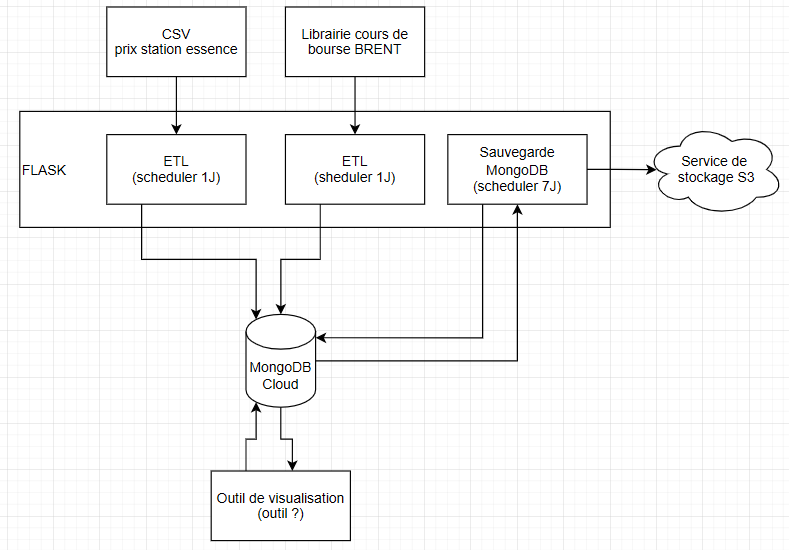 CSV
prix station essence
Librairie cours de
bourse BRENT
FLASK
ETL
(scheduler 1J)
ETL
(sheduler 1J)
Sauvegarde
MongoDB
(scheduler 7J)
Service de
stockage S3
MongoDB
Cloud
Outil de visualisation
(outil ?)